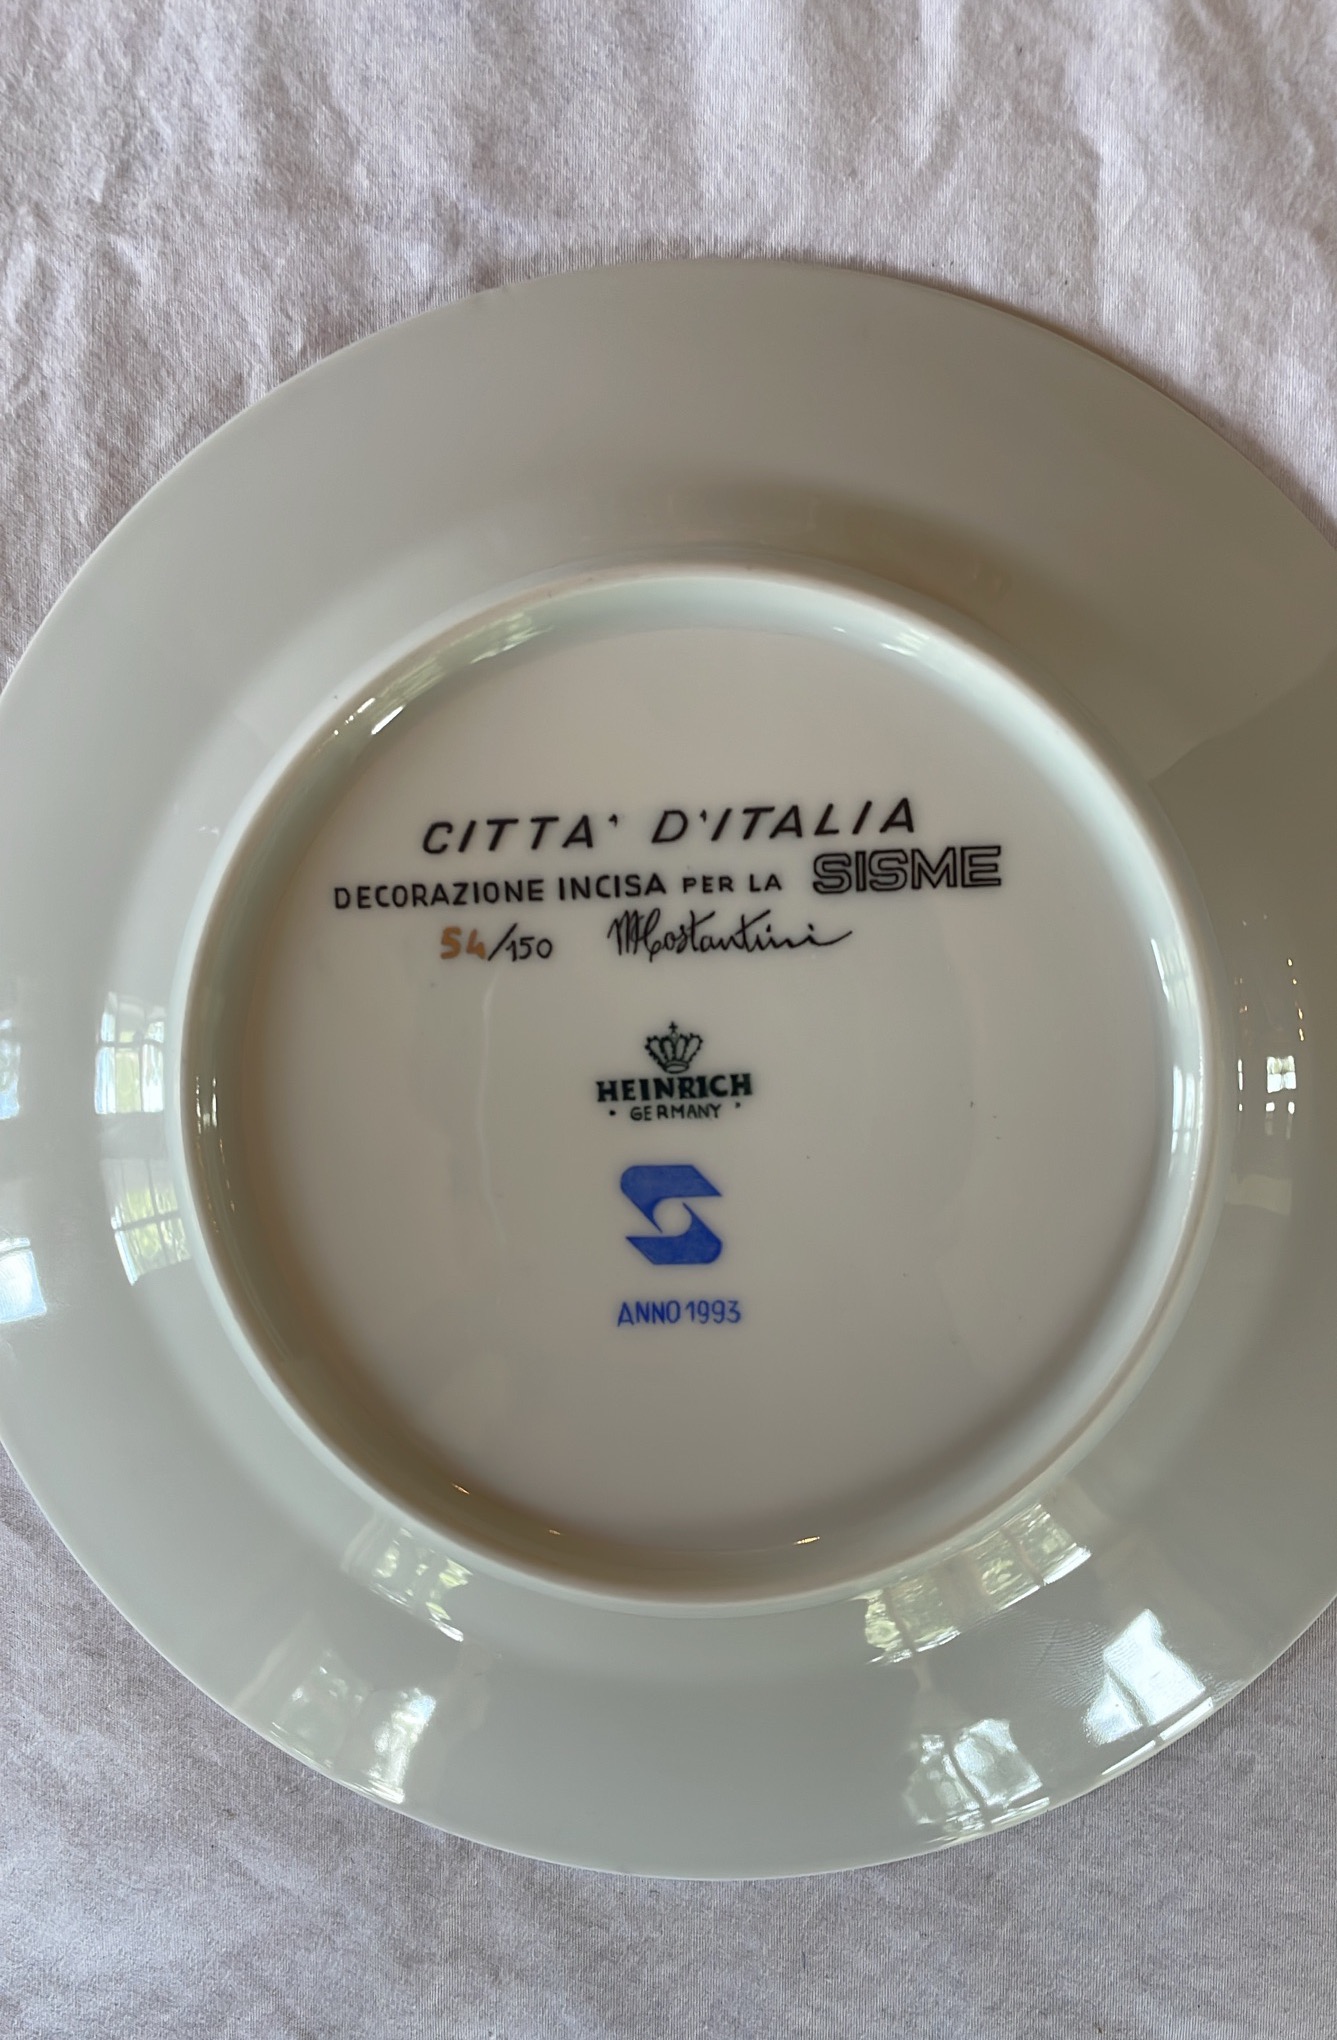 CITTA' D'ITALIA
DECORAZIONE INCISA PER LA SISME
54/150 MCostantini
HEINRICH
• GERMANY •
ANNO 1993